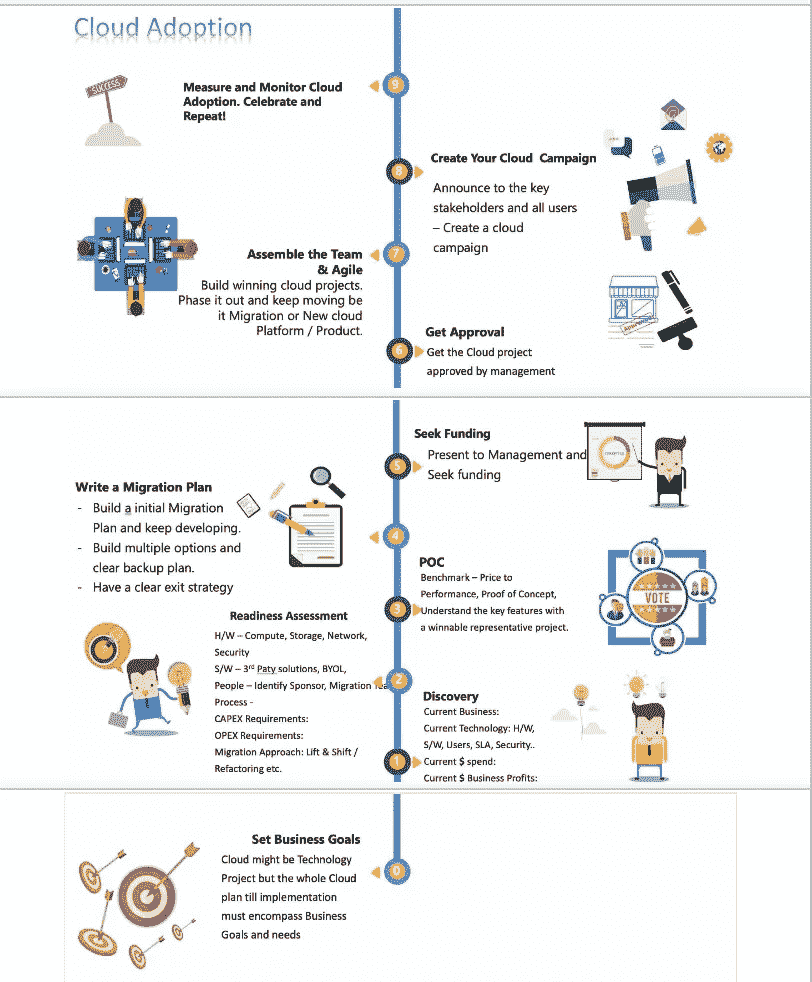 Cloud Adoption
SUCCESS
Measure and Monitor Cloud
Adoption. Celebrate and
Repeat!
9
Create Your Cloud Campaign
8
Announce to the key
stakeholders and all users
– Create a cloud
campaign
7
Assemble the Team
& Agile
Build winning cloud projects.
Phase it out and keep moving be
it Migration or New cloud
Platform / Product.
Get Approval
6
Get the Cloud project
approved by management
Seek Funding
Present to Management and
Seek funding
5
Write a Migration Plan
- Build a initial Migration
Plan and keep developing.
- Build multiple options and
clear backup plan.
- Have a clear exit strategy
4
POC
Benchmark – Price to
Performance, Proof of Concept,
Understand the key features with
a winnable representative project.
3
VOTE
Readiness Assessment
H/W – Compute, Storage, Network,
Security
S/W – 3rd Paty solutions, BYOL,
People – Identify Sponsor, Migration Tea
Process -
CAPEX Requirements:
OPEX Requirements:
Migration Approach: Lift & Shift /
Refactoring etc.
2
Discovery
Current Business:
Current Technology: H/W,
S/W, Users, SLA, Security..
Current $ spend:
Current $ Business Profits:
1
Set Business Goals
Cloud might be Technology
Project but the whole Cloud
plan till implementation
must encompass Business
Goals and needs
0